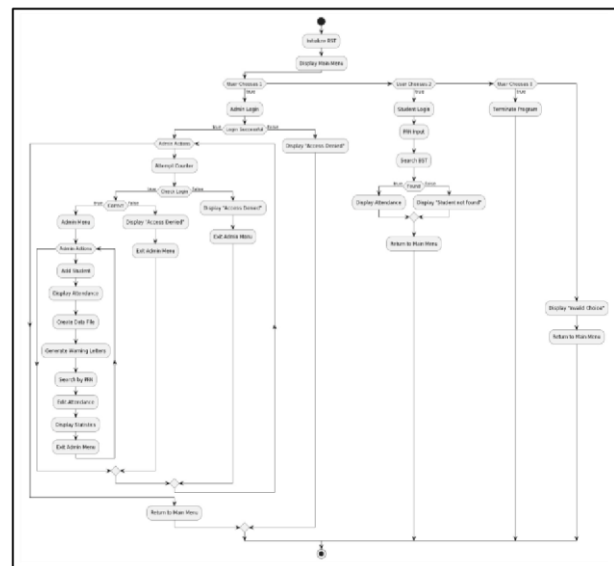 Initialize BST
Display Main Menu
User Chooses 1
User Chooses 2
User Chooses 3
true
true
true
Admin Login
Student Login
Terminate Program
Login Successful
true
false
Admin Actions
Display "Access Denied"
PRN Input
Attempt Counter
Search BST
Check Login
true
false
Found
true
false
Correct
true
false
Display "Access Denied"
Display Attendance
Display "Student not Found"
Admin Menu
Display "Access Denied"
Exit Admin Menu
Return to Main Menu
Admin Actions
Exit Admin Menu
Add Student
Display Attendance
Display "Invalid Choice"
Create Data File
Return to Main Menu
Generate Warning Letters
Search by PRN
Edit Attendance
Display Statistics
Exit Admin Menu
Return to Main Menu